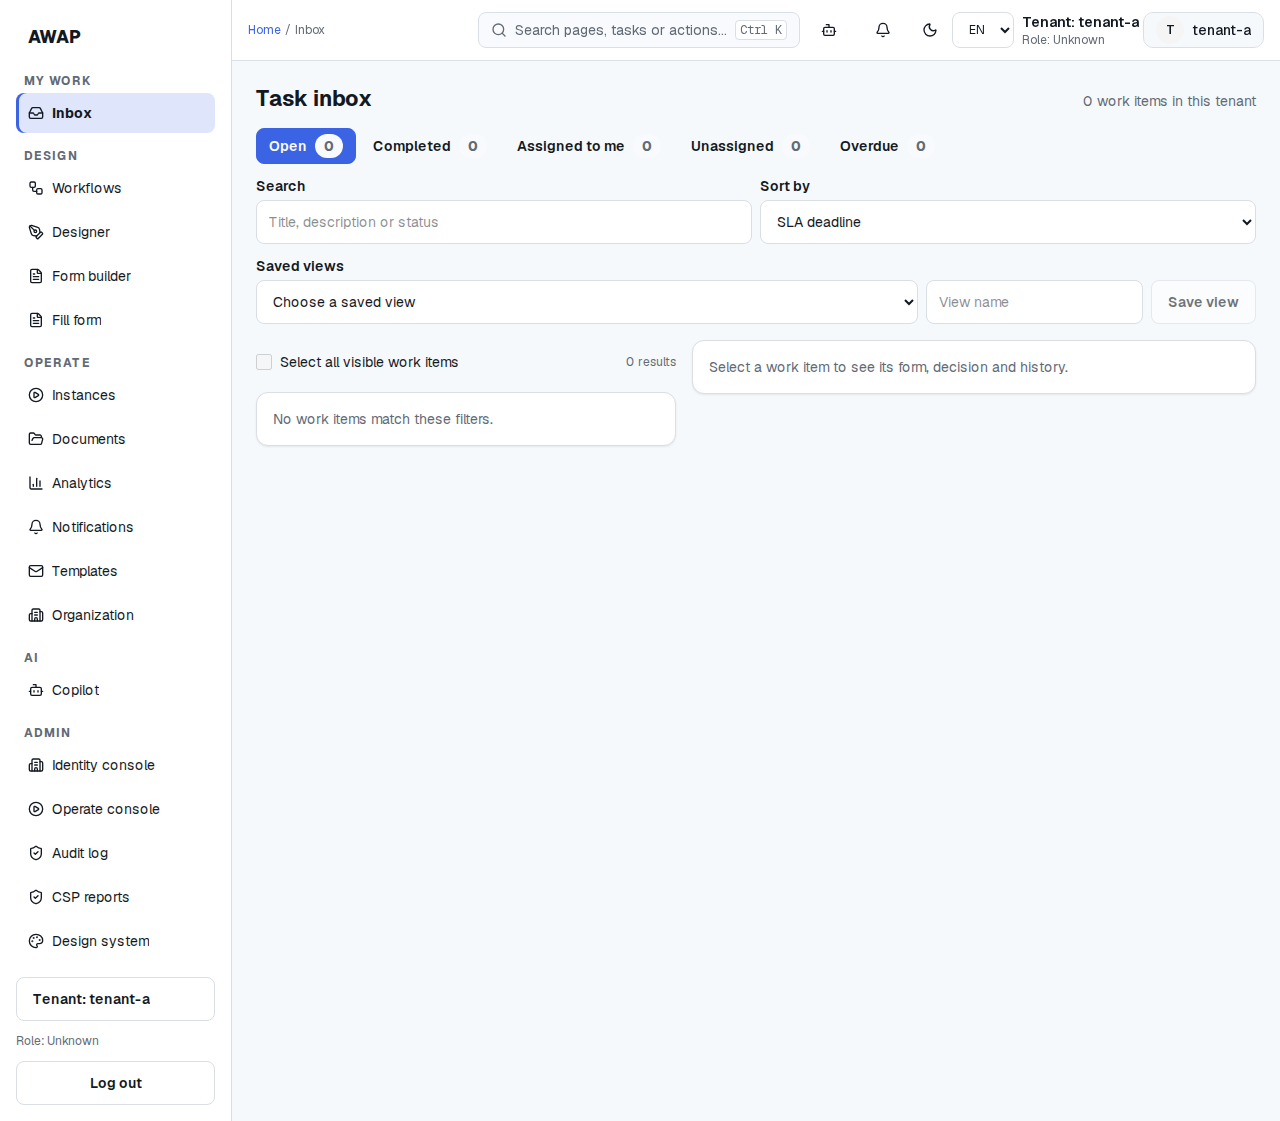 AWAP
MY WORK
Inbox
DESIGN
Workflows
Designer
Form builder
Fill form
OPERATE
Instances
Documents
Analytics
Notifications
Templates
Organization
AI
Copilot
ADMIN
Identity console
Operate console
Audit log
CSP reports
Design system
Tenant: tenant-a
Role: Unknown
Log out
Home / Inbox
Search pages, tasks or actions... Ctrl K
EN
Tenant: tenant-a
Role: Unknown
T tenant-a
Task inbox
0 work items in this tenant
Open 0 Completed 0 Assigned to me 0 Unassigned 0 Overdue 0
Search
Title, description or status
Sort by
SLA deadline
Saved views
Choose a saved view
View name
Save view
Select all visible work items
0 results
No work items match these filters.
Select a work item to see its form, decision and history.